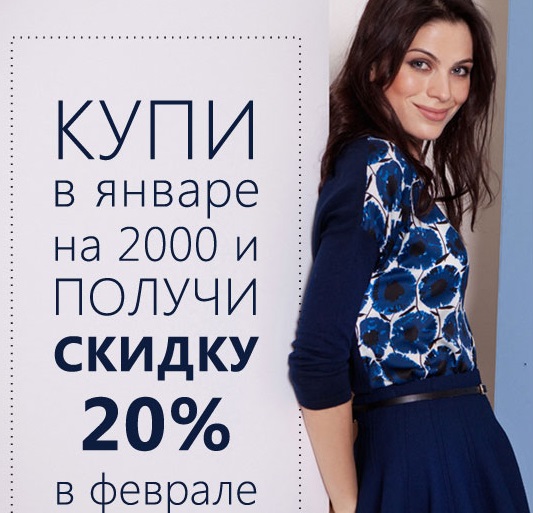 КУПИ
в январе
на 2000 и
ПОЛУЧИ
СКИДКУ
20%
в феврале